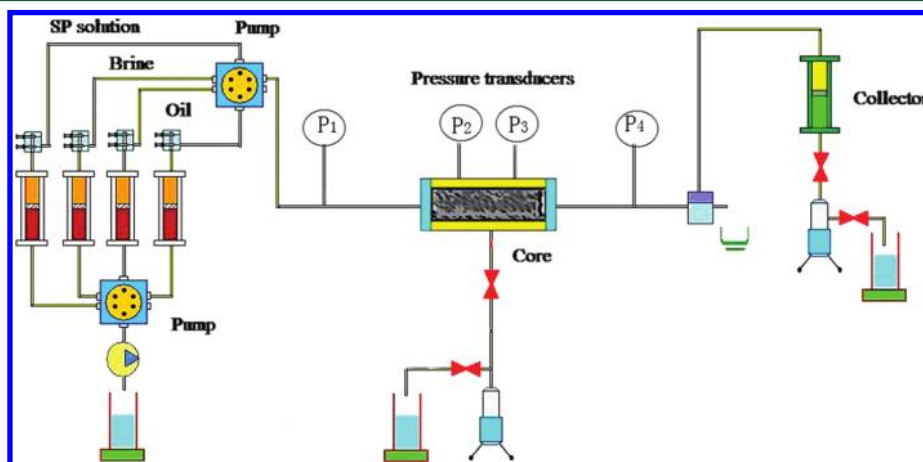 SP solution
Pump
Brine
Oil
Pressure transducers
P1
P2
P3
P4
Collector
Core
Pump